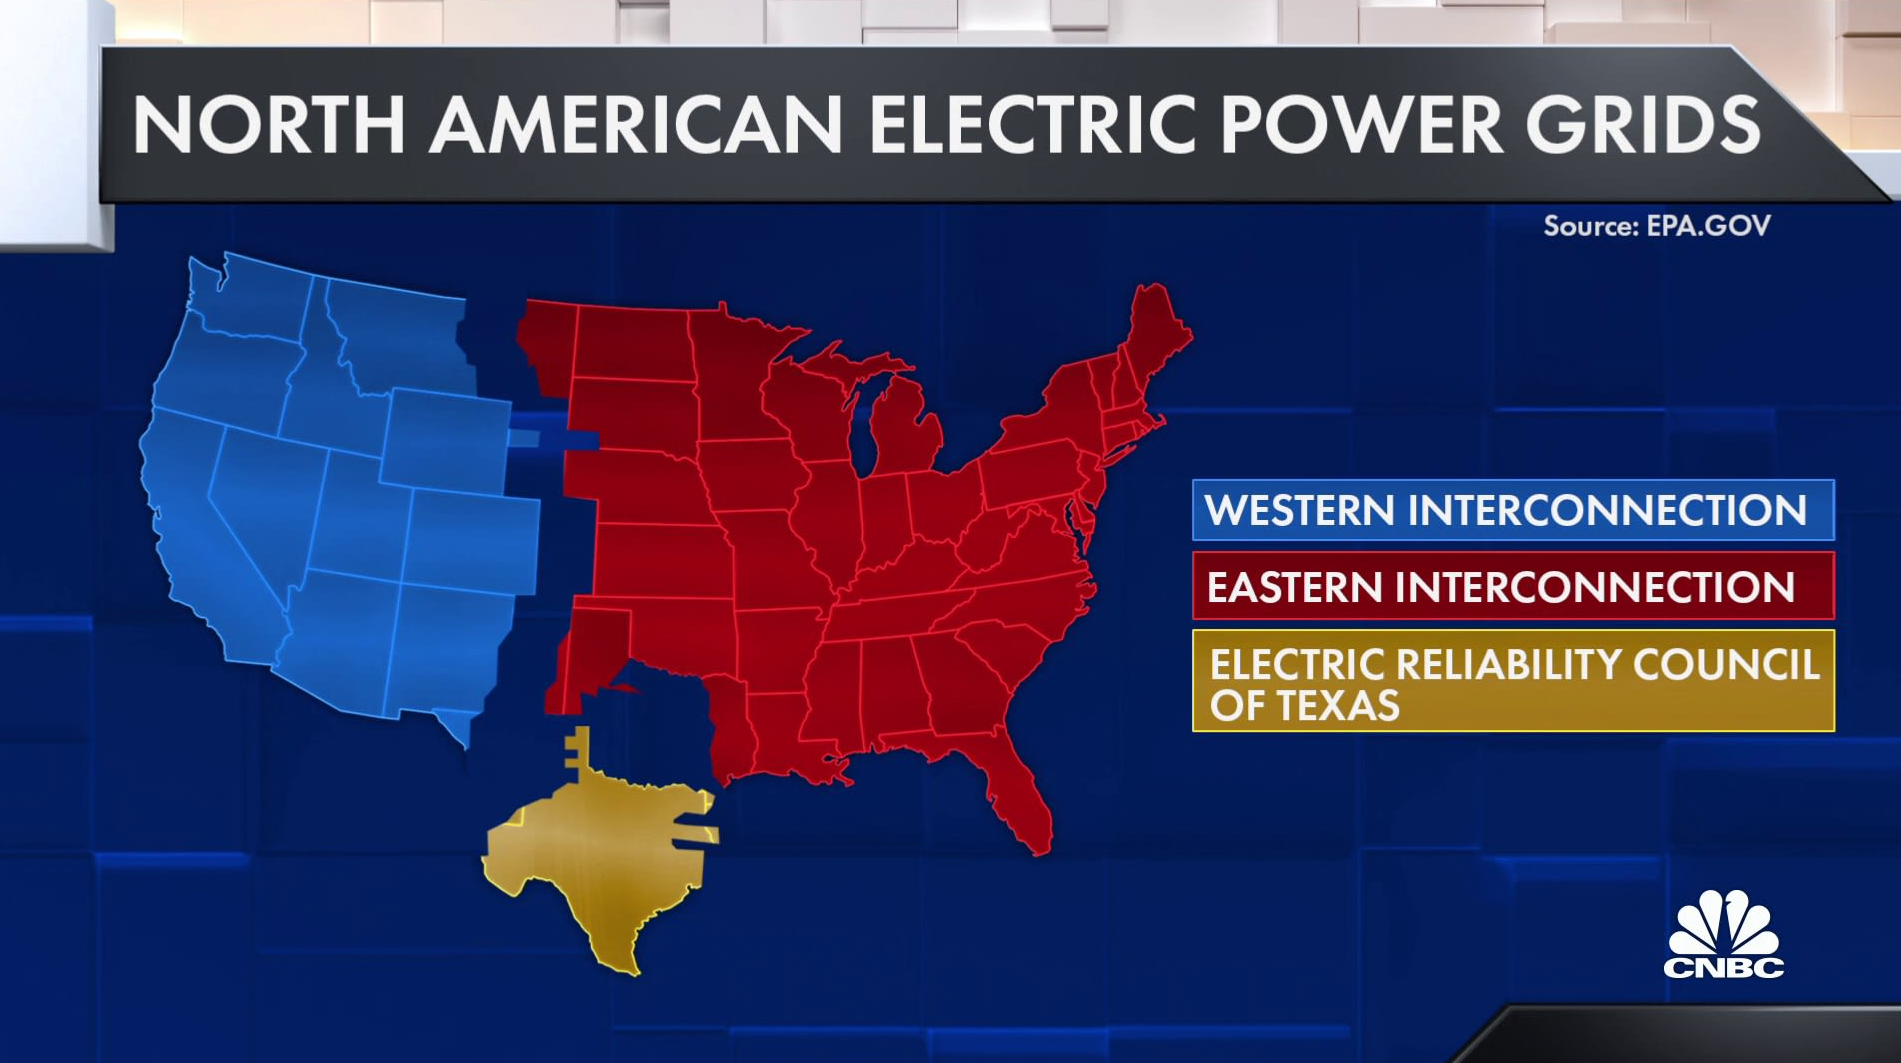 NORTH AMERICAN ELECTRIC POWER GRIDS
Source: EPA.GOV
WESTERN INTERCONNECTION
EASTERN INTERCONNECTION
ELECTRIC RELIABILITY COUNCIL
OF TEXAS
CNBC